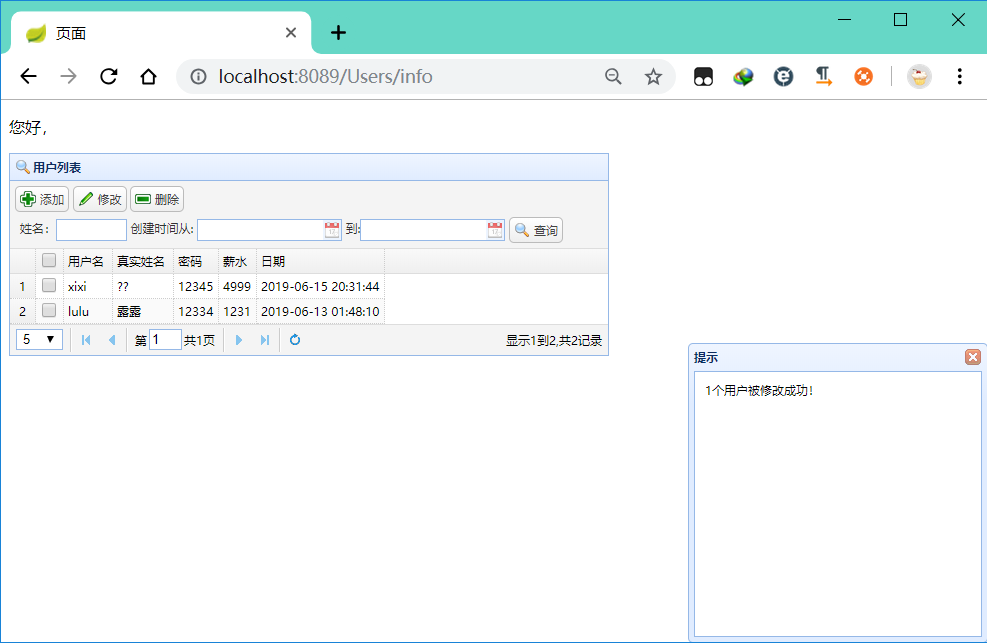 页面
localhost:8089/Users/info
您好，
用户列表
添加 修改 删除
姓名： 创建时间从: 到: 查询
用户名 真实姓名 密码 薪水 日期
1 xixi ?? 12345 4999 2019-06-15 20:31:44
2 lulu 露露 12334 1231 2019-06-13 01:48:10
5 第 1 共1页 显示1到2,共2记录
提示
1个用户被修改成功!